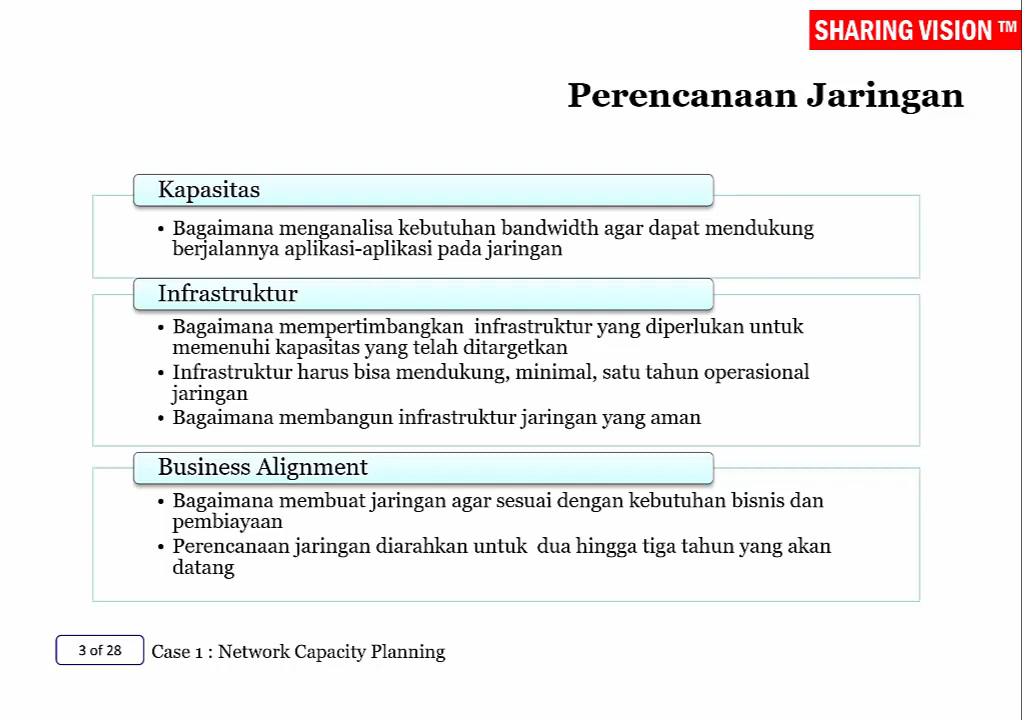 SHARING VISION ™
Perencanaan Jaringan
Kapasitas
• Bagaimana menganalisa kebutuhan bandwidth agar dapat mendukung
berjalannya aplikasi-aplikasi pada jaringan
Infrastruktur
• Bagaimana mempertimbangkan infrastruktur yang diperlukan untuk
memenuhi kapasitas yang telah ditargetkan
• Infrastruktur harus bisa mendukung, minimal, satu tahun operasional
jaringan
• Bagaimana membangun infrastruktur jaringan yang aman
Business Alignment
• Bagaimana membuat jaringan agar sesuai dengan kebutuhan bisnis dan
pembiayaan
• Perencanaan jaringan diarahkan untuk dua hingga tiga tahun yang akan
datang
3 of 28 Case 1 : Network Capacity Planning